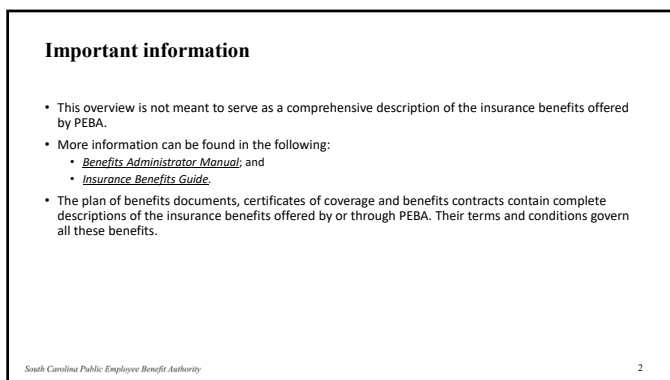 Important information
• This overview is not meant to serve as a comprehensive description of the insurance benefits offered
by PEBA.
• More information can be found in the following:
• Benefits Administrator Manual; and
• Insurance Benefits Guide.
• The plan of benefits documents, certificates of coverage and benefits contracts contain complete
descriptions of the insurance benefits offered by or through PEBA. Their terms and conditions govern
all these benefits.
South Carolina Public Employee Benefit Authority
2